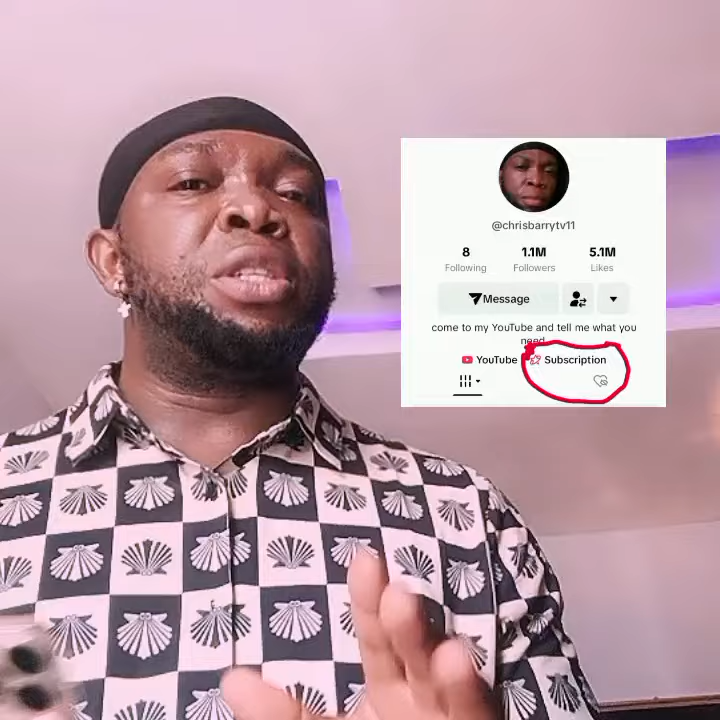 @chrisbarrytv11
8 1.1M 5.1M
Following Followers Likes
Message
come to my YouTube and tell me what you
need
YouTube Subscription